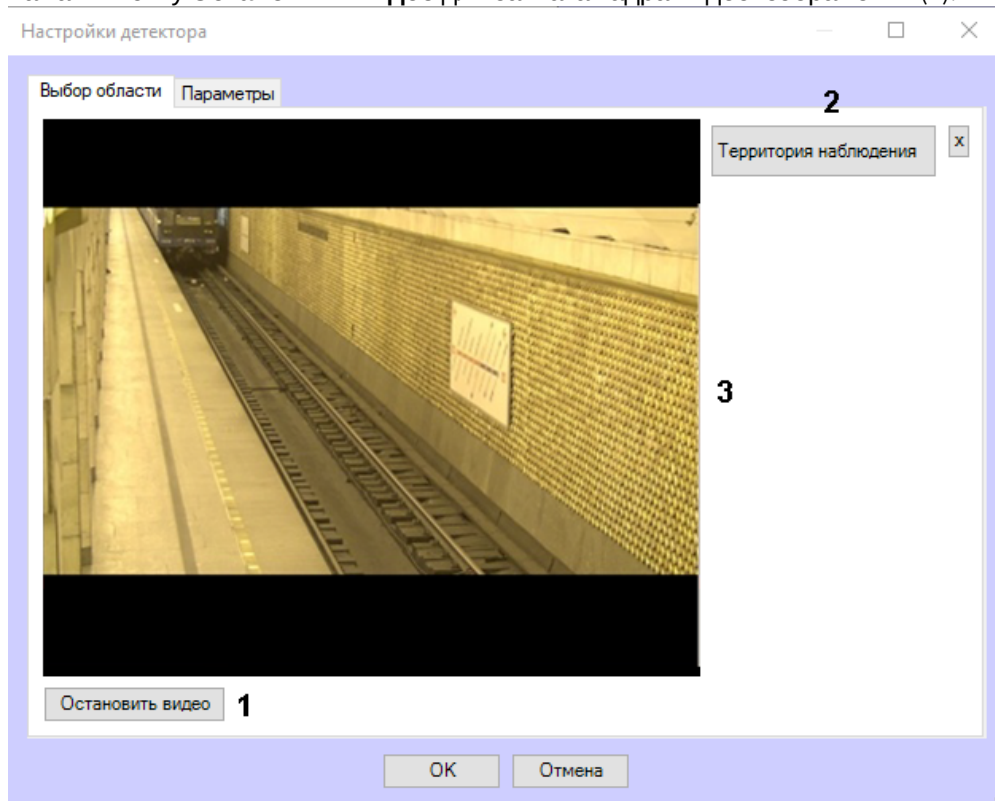 Настройки детектора
Выбор области Параметры
2
Территория наблюдения x
3
Остановить видео 1
OK Отмена